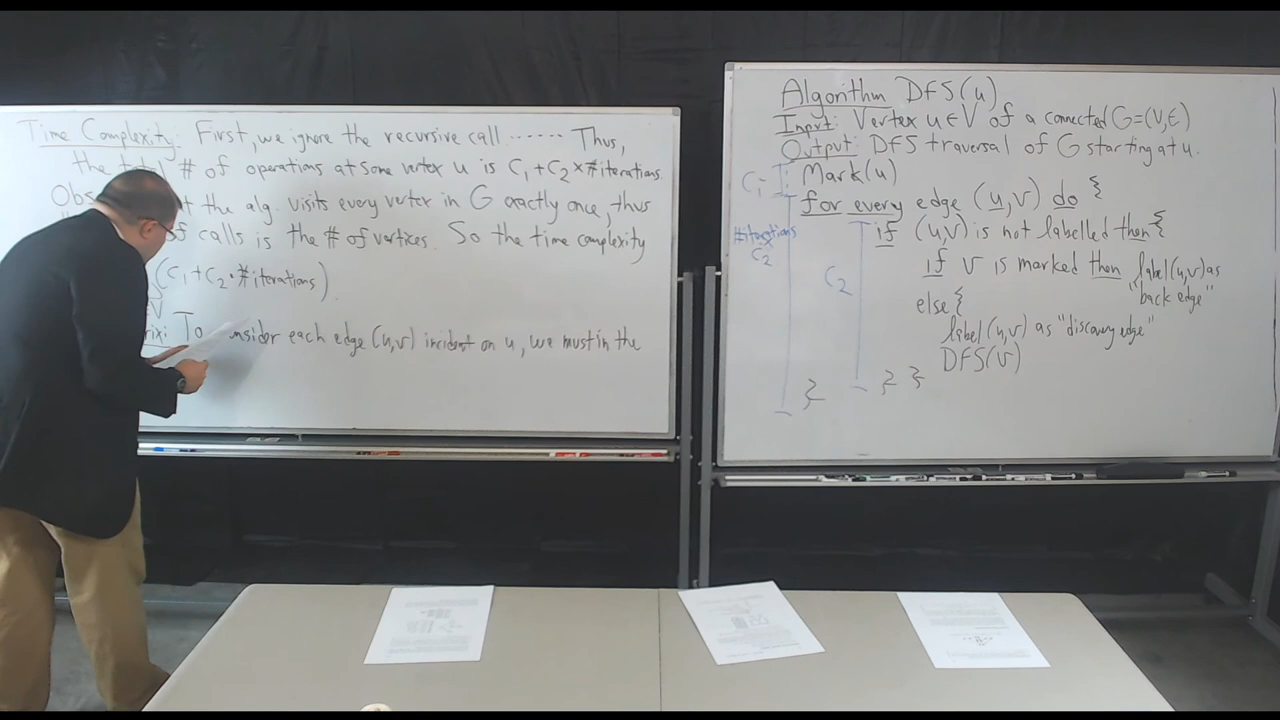 Time Complexity: First, we ignore the recursive call ...... Thus,
the total # of operations at some vertex u is C1+C2×#iterations.
Obs t the alg. visits every vertex in G exactly once, thus
of calls is the # of vertices. So the time complexity
(C1+C2·#iterations).
V
rix: To nsider each edge (u,v) incident on u, we must in the
Algorithm DFS(u)
Input: Vertex u∈V of a connected G=(V,E)
Output: DFS traversal of G starting at u.
C1 Mark(u)
for every edge (u,v) do {
#iterations
C2
if (u,v) is not labelled then {
if v is marked then label(u,v) as
"back edge"
C2
else {
label(u,v) as "discovery edge"
DFS(v)
} } }